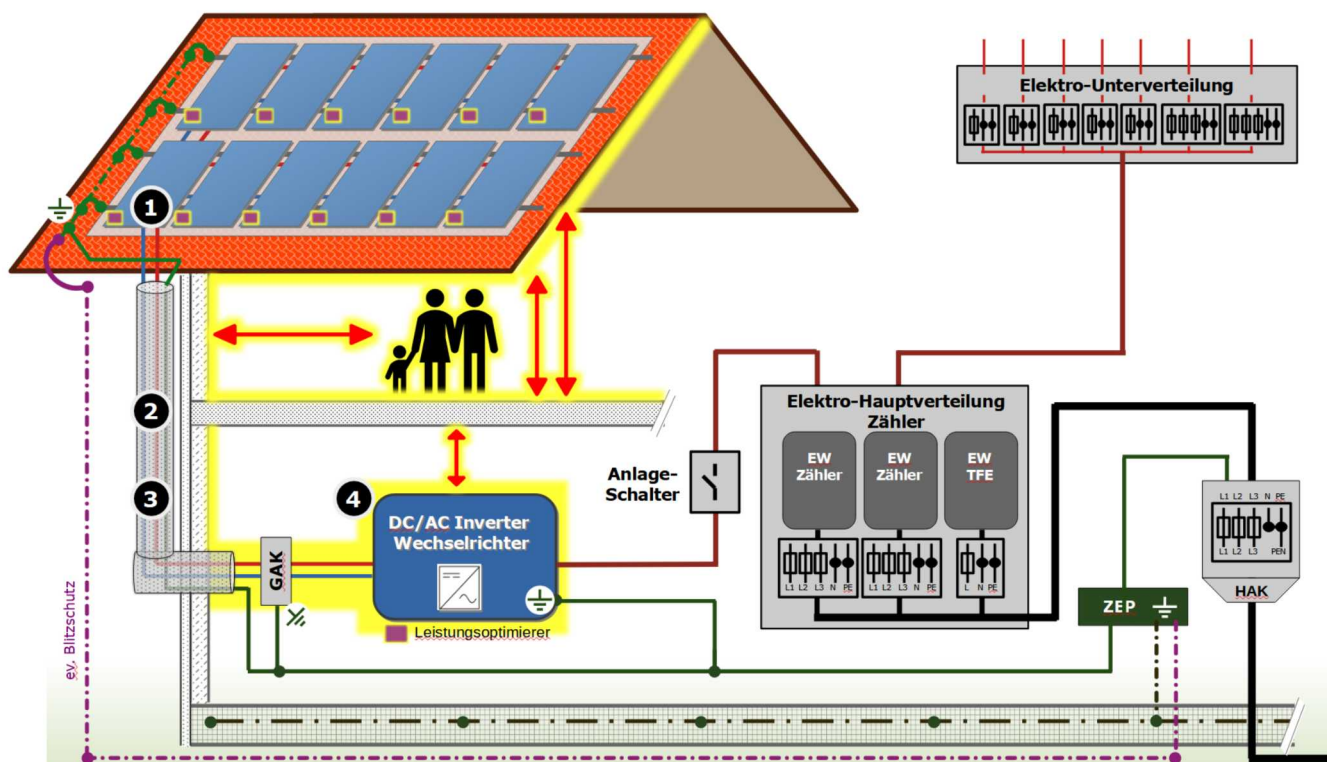 Elektro-Unterverteilung
1
2
3
4
GAK
DC/AC Inverter
Wechselrichter
Leistungsoptimierer
ev. Blitzschutz
Anlage-
Schalter
Elektro-Hauptverteilung
Zähler
EW
Zähler
EW
Zähler
EW
TFE
L1 L2 L3 N PE
L1 L2 L3 N PE
L N PE
ZEP
L1 L2 L3 N PE
L1 L2 L3 PEN
HAK